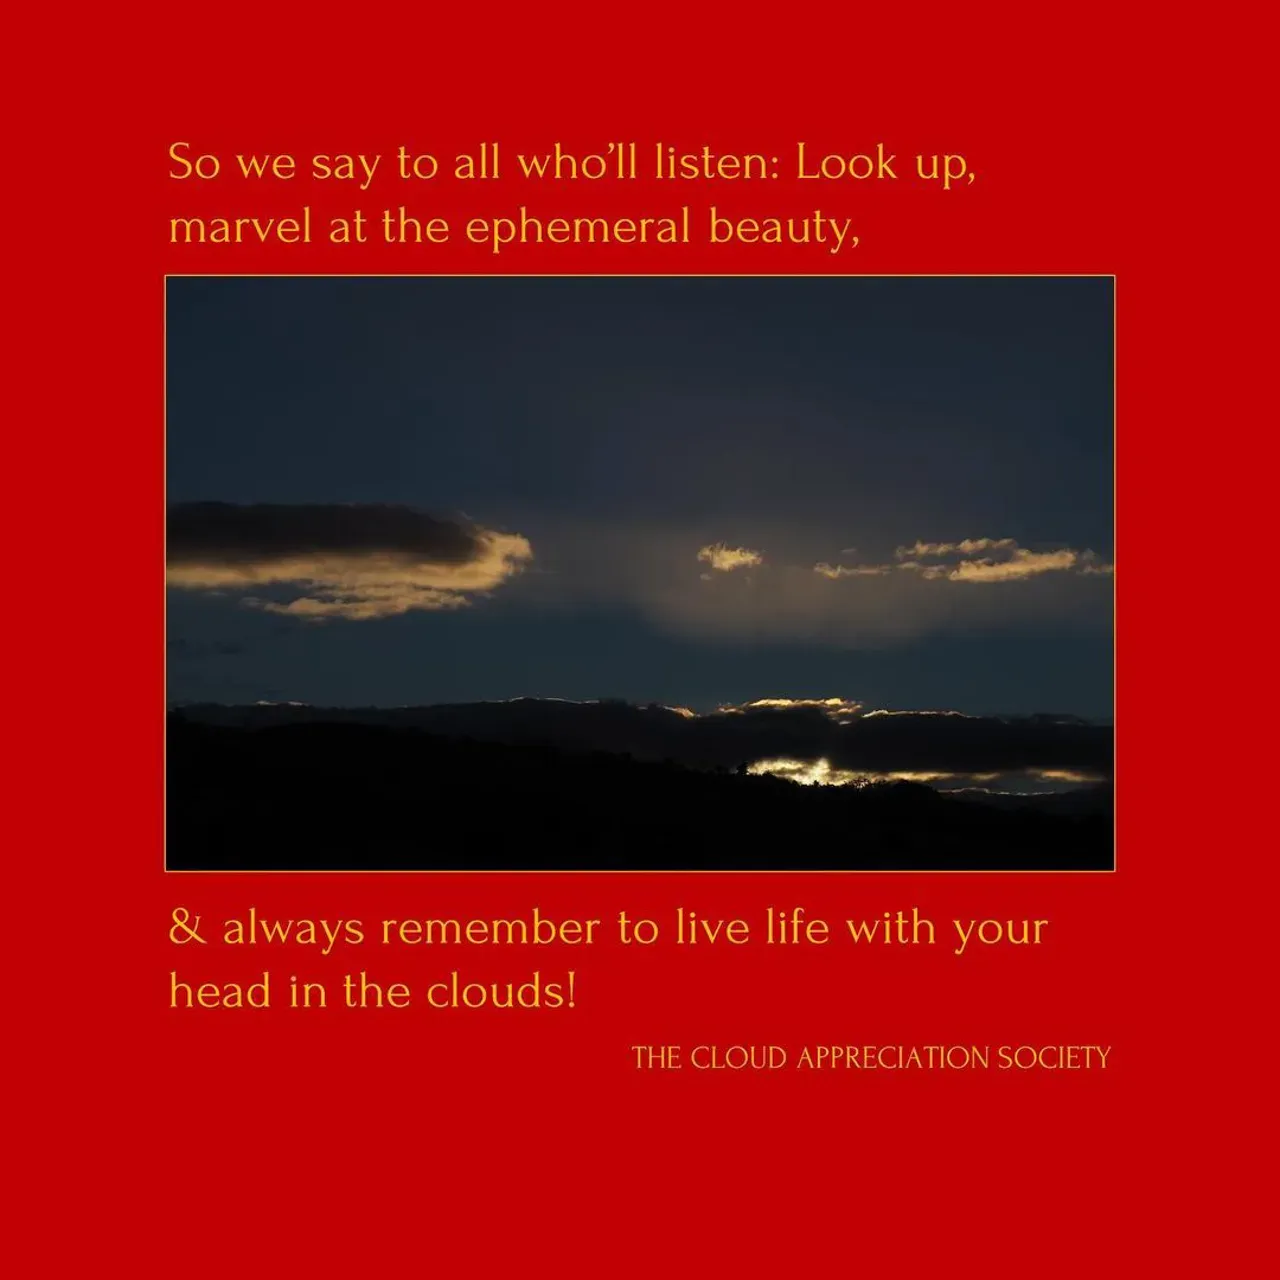 So we say to all who’ll listen: Look up,
marvel at the ephemeral beauty,
& always remember to live life with your
head in the clouds!
THE CLOUD APPRECIATION SOCIETY